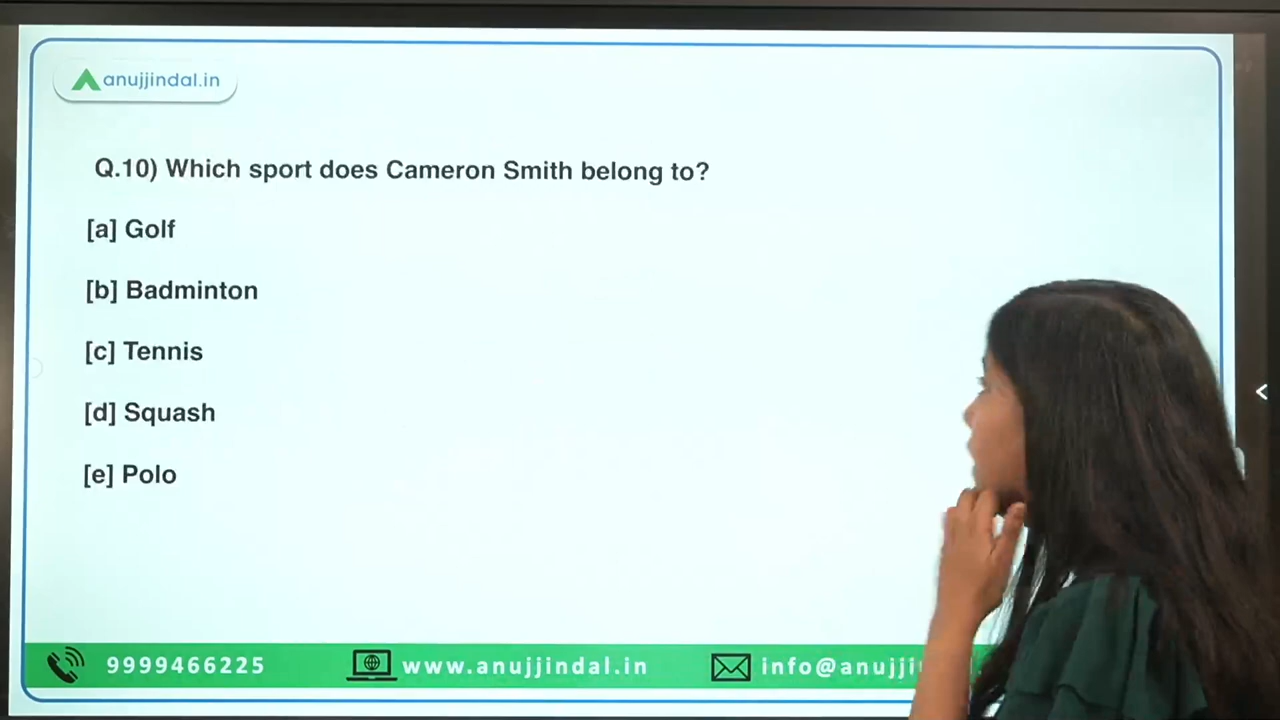 anujjindal.in
Q.10) Which sport does Cameron Smith belong to?
[a] Golf
[b] Badminton
[c] Tennis
[d] Squash
[e] Polo
9999466225 www.anujjindal.in info@anujji